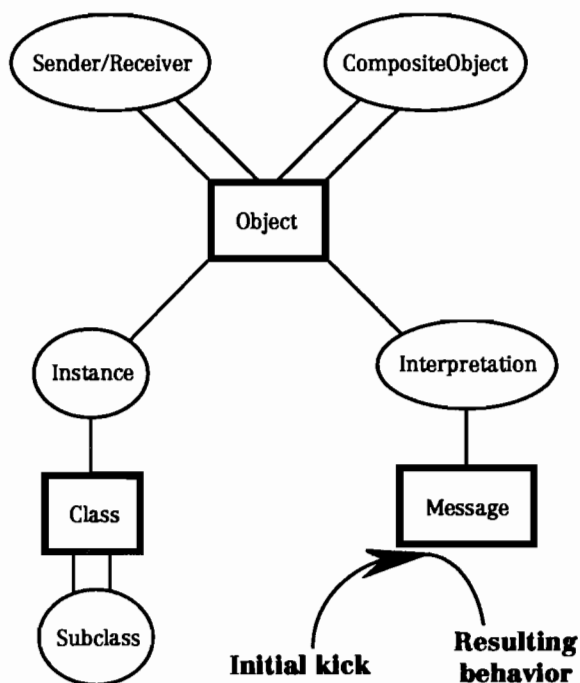 Sender/Receiver
CompositeObject
Object
Instance
Interpretation
Class
Message
Subclass
Initial kick
Resulting
behavior